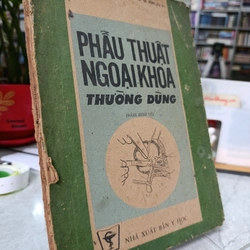 PHẪU THUẬT
NGOẠI KHOA
THƯỜNG DÙNG
NHÀ XUẤT BẢN Y HỌC